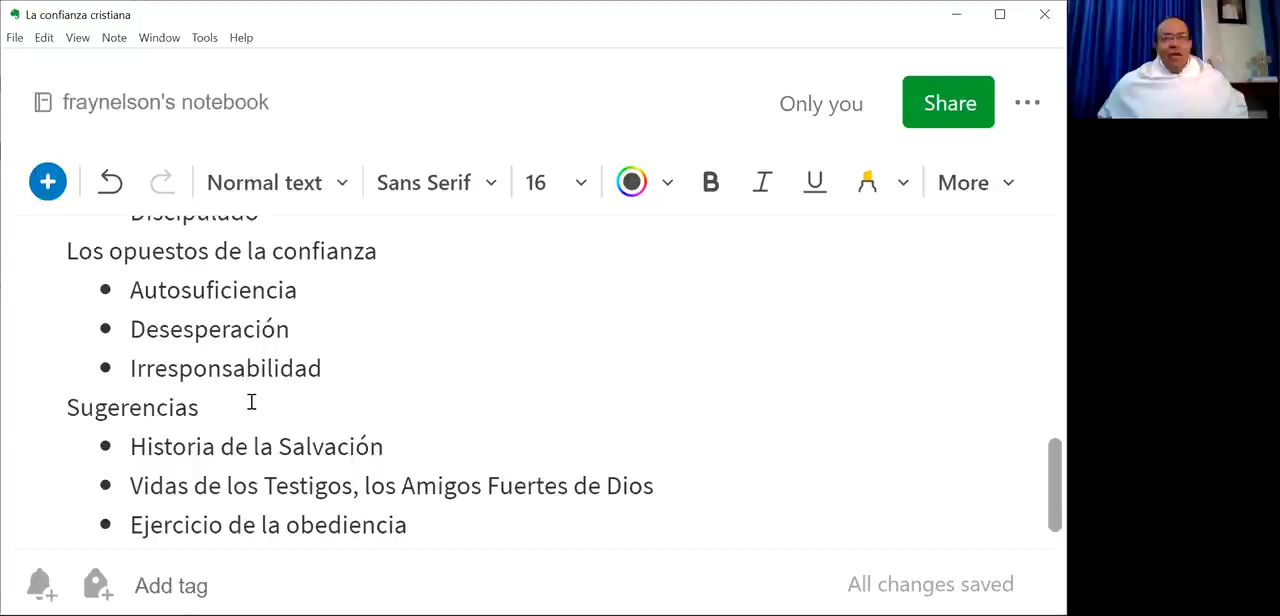 La confianza cristiana
File Edit View Note Window Tools Help
fraynelson's notebook
Only you
Share
Normal text
Sans Serif
16
B I U
More
Discipulado
Los opuestos de la confianza
Autosuficiencia
Desesperación
Irresponsabilidad
Sugerencias
Historia de la Salvación
Vidas de los Testigos, los Amigos Fuertes de Dios
Ejercicio de la obediencia
Add tag
All changes saved